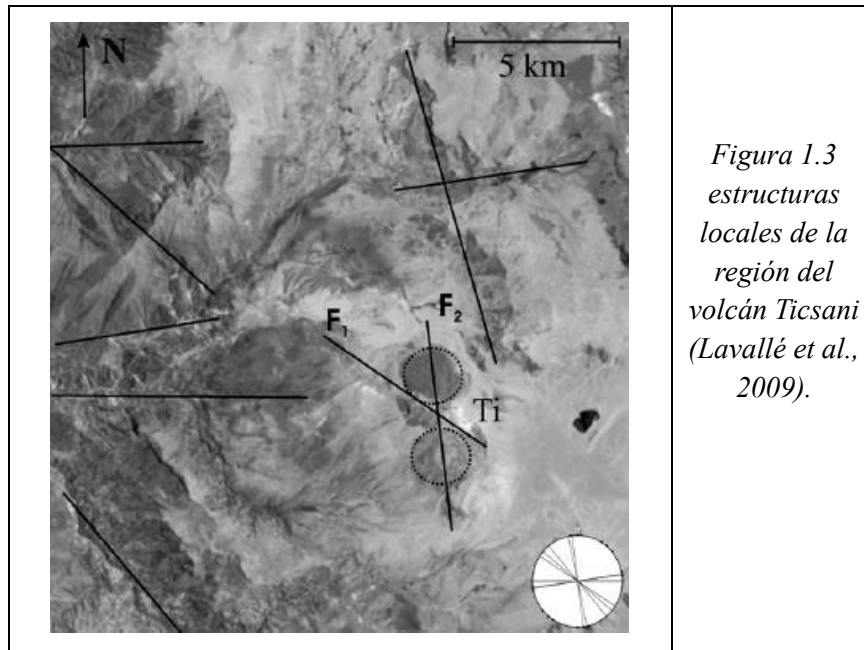 N
5 km
F1
F2
Ti
Figura 1.3
estructuras
locales de la
región del
volcán Ticsani
(Lavallé et al.,
2009).